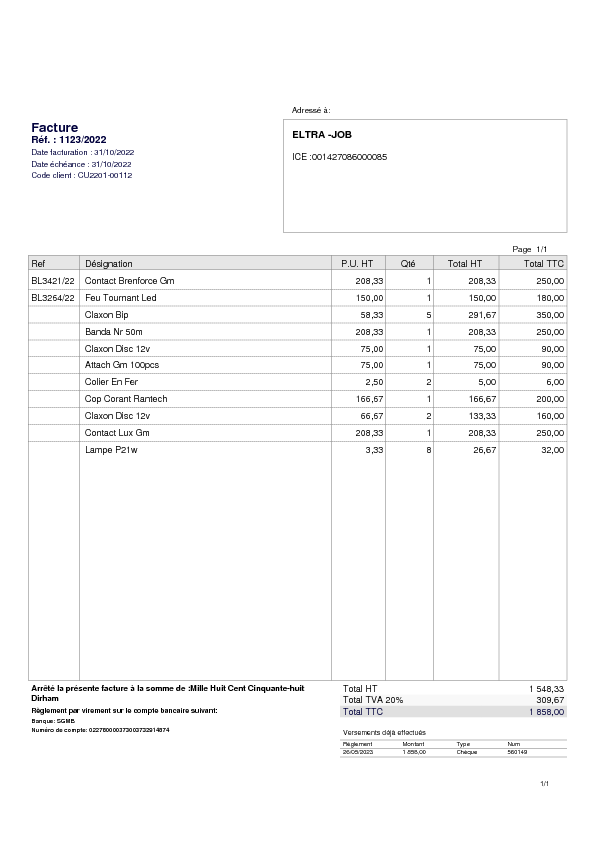 Adressé à:
Facture
Réf. : 1123/2022
Date facturation : 31/10/2022
Date échéance : 31/10/2022
Code client : CU2201-00112
ELTRA -JOB
ICE :001427086000085
Page 1/1
Ref Désignation P.U. HT Qté Total HT Total TTC
BL3421/22 Contact Brenforce Gm 208,33 1 208,33 250,00
BL3264/22 Feu Tournant Led 150,00 1 150,00 180,00
Claxon Bip 58,33 5 291,67 350,00
Banda Nr 50m 208,33 1 208,33 250,00
Claxon Disc 12v 75,00 1 75,00 90,00
Attach Gm 100pcs 75,00 1 75,00 90,00
Colier En Fer 2,50 2 5,00 6,00
Cop Corant Rantech 166,67 1 166,67 200,00
Claxon Disc 12v 66,67 2 133,33 160,00
Contact Lux Gm 208,33 1 208,33 250,00
Lampe P21w 3,33 8 26,67 32,00
Arrêté la présente facture à la somme de :Mille Huit Cent Cinquante-huit
Dirham
Règlement par virement sur le compte bancaire suivant:
Banque: SGMB
Numéro de compte:
Total HT 1 548,33
Total TVA 20% 309,67
Total TTC 1 858,00
Versements déjà effectués
Règlement Montant Type Num
26/05/2023 1 858,00 Chèque 560149
1/1